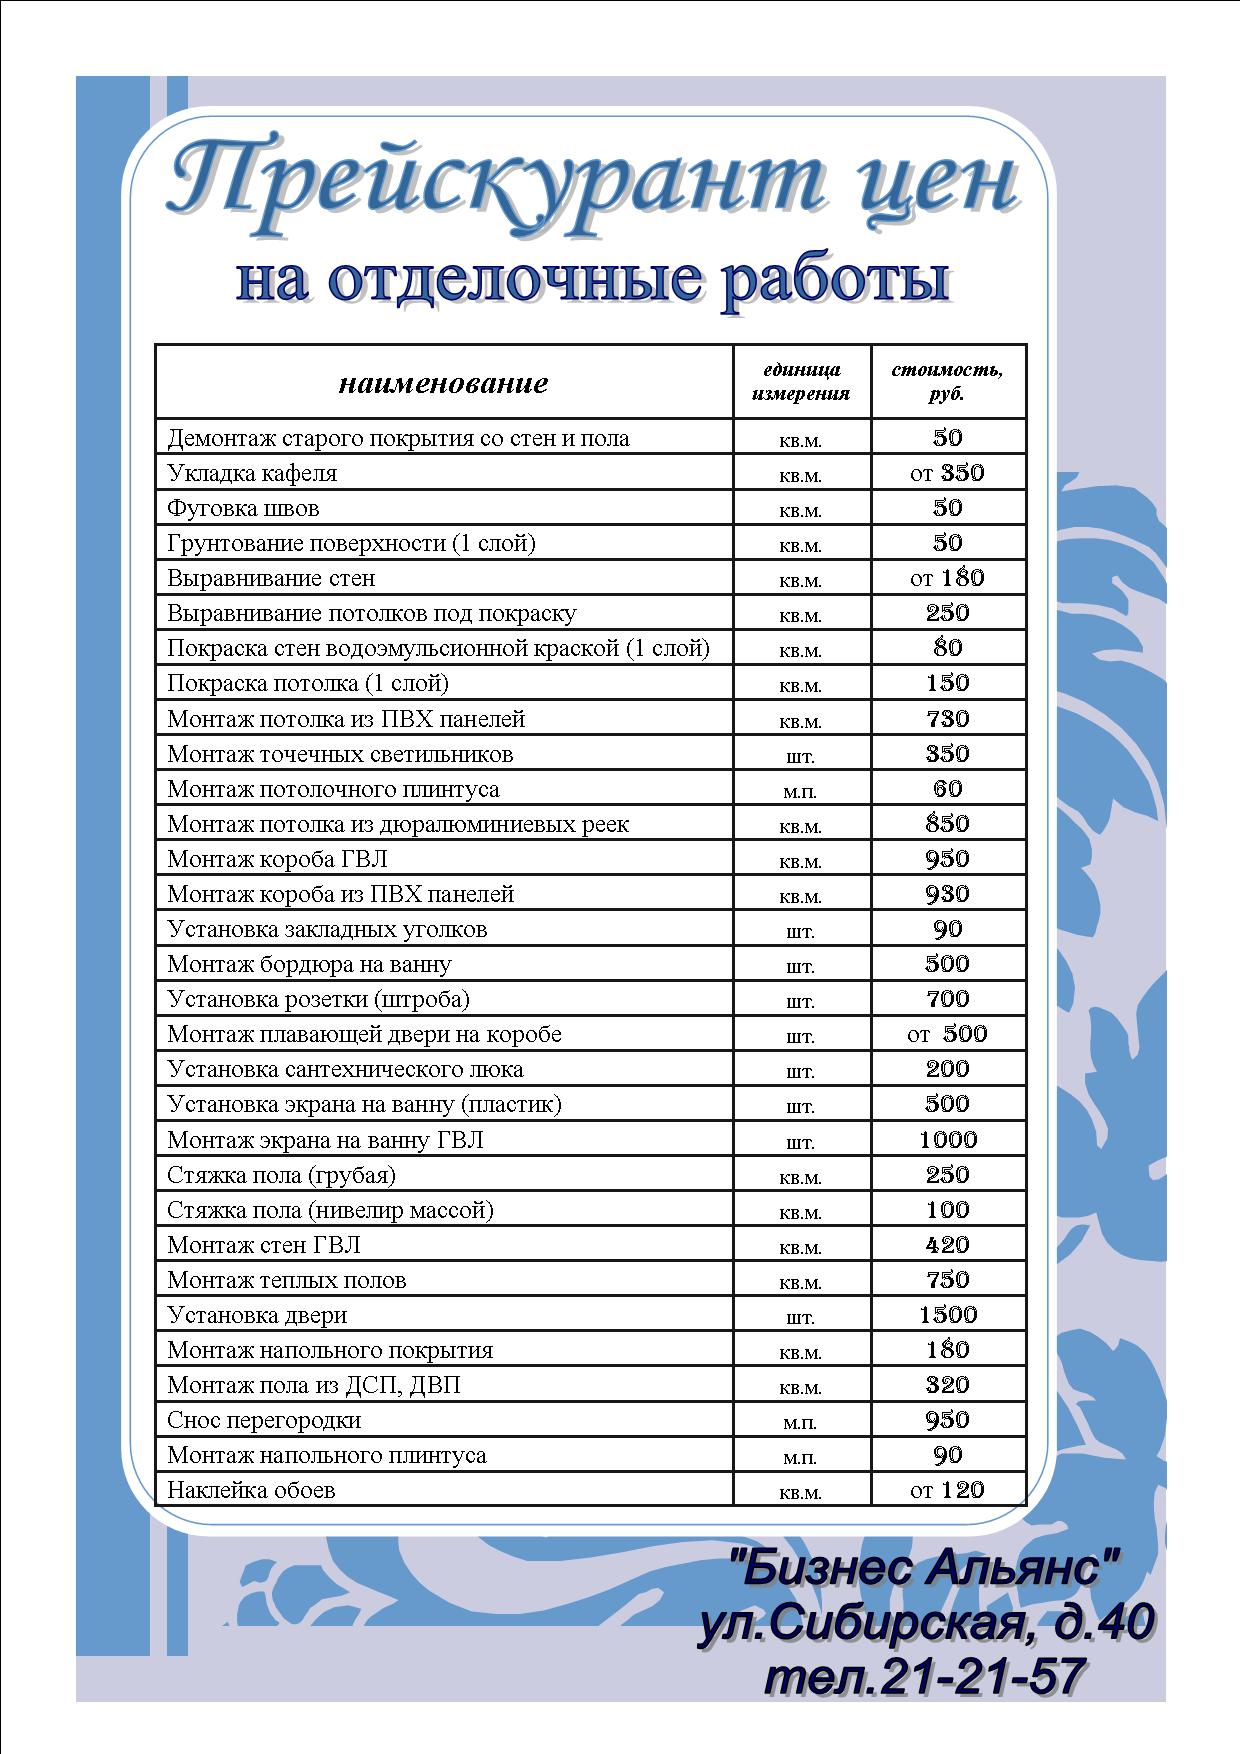 Прейскурант цен
на отделочные работы
наименование единица измерения стоимость, руб.
Демонтаж старого покрытия со стен и пола кв.м. 50
Укладка кафеля кв.м. от 350
Фуговка швов кв.м. 50
Грунтование поверхности (1 слой) кв.м. 50
Выравнивание стен кв.м. от 180
Выравнивание потолков под покраску кв.м. 250
Покраска стен водоэмульсионной краской (1 слой) кв.м. 80
Покраска потолка (1 слой) кв.м. 150
Монтаж потолка из ПВХ панелей кв.м. 730
Монтаж точечных светильников шт. 350
Монтаж потолочного плинтуса м.п. 60
Монтаж потолка из дюралюминиевых реек кв.м. 850
Монтаж короба ГВЛ кв.м. 950
Монтаж короба из ПВХ панелей кв.м. 930
Установка закладных уголков шт. 90
Монтаж бордюра на ванну шт. 500
Установка розетки (штроба) шт. 700
Монтаж плавающей двери на коробе шт. от 500
Установка сантехнического люка шт. 200
Установка экрана на ванну (пластик) шт. 500
Монтаж экрана на ванну ГВЛ шт. 1000
Стяжка пола (грубая) кв.м. 250
Стяжка пола (нивелир массой) кв.м. 100
Монтаж стен ГВЛ кв.м. 420
Монтаж теплых полов кв.м. 750
Установка двери шт. 1500
Монтаж напольного покрытия кв.м. 180
Монтаж пола из ДСП, ДВП кв.м. 320
Снос перегородки м.п. 950
Монтаж напольного плинтуса м.п. 90
Наклейка обоев кв.м. от 120
"Бизнес Альянс"
ул.Сибирская, д.40
тел.21-21-57